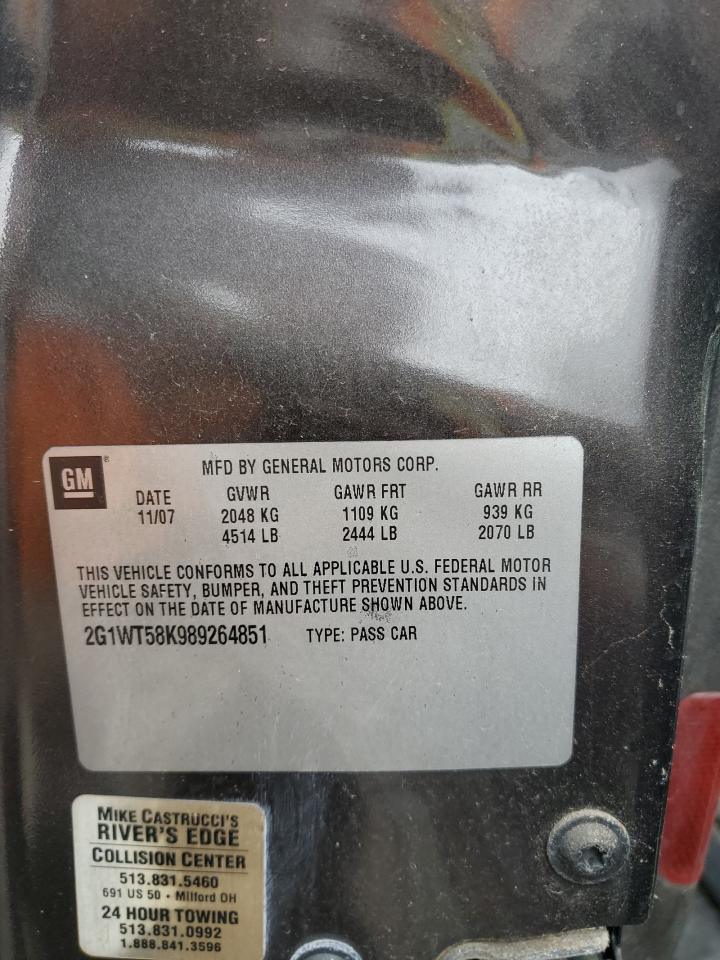 GM
MFD BY GENERAL MOTORS CORP.
DATE GVWR GAWR FRT GAWR RR
11/07 2048 KG 1109 KG 939 KG
4514 LB 2444 LB 2070 LB
THIS VEHICLE CONFORMS TO ALL APPLICABLE U.S. FEDERAL MOTOR
VEHICLE SAFETY, BUMPER, AND THEFT PREVENTION STANDARDS IN
EFFECT ON THE DATE OF MANUFACTURE SHOWN ABOVE.
2G1WT58K989264851 TYPE: PASS CAR
MIKE CASTRUCCI'S
RIVER'S EDGE
COLLISION CENTER
513.831.5460
691 US 50 • Milford OH
24 HOUR TOWING
513.831.0992
1.888.841.3596